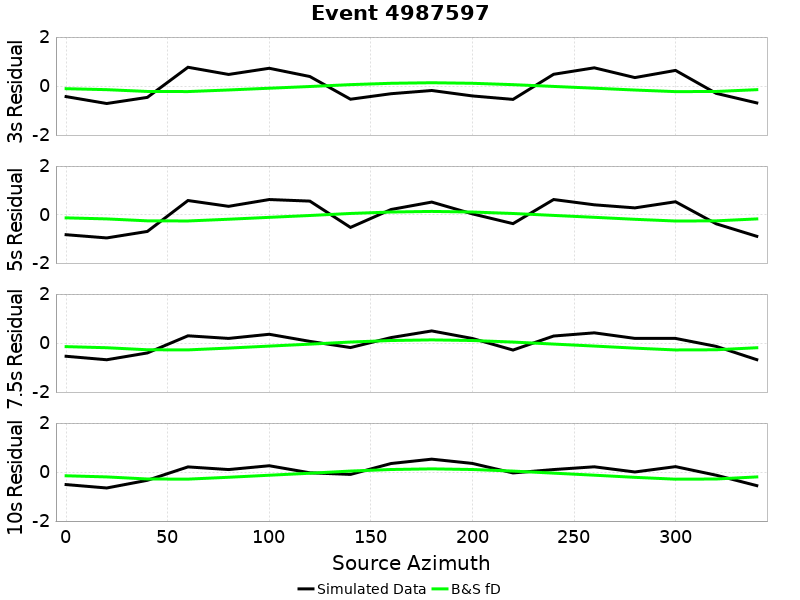 Event 4987597
3s Residual
2
0
-2
5s Residual
2
0
-2
7.5s Residual
2
0
-2
10s Residual
2
0
-2
0 50 100 150 200 250 300
Source Azimuth
Simulated Data B&S fD